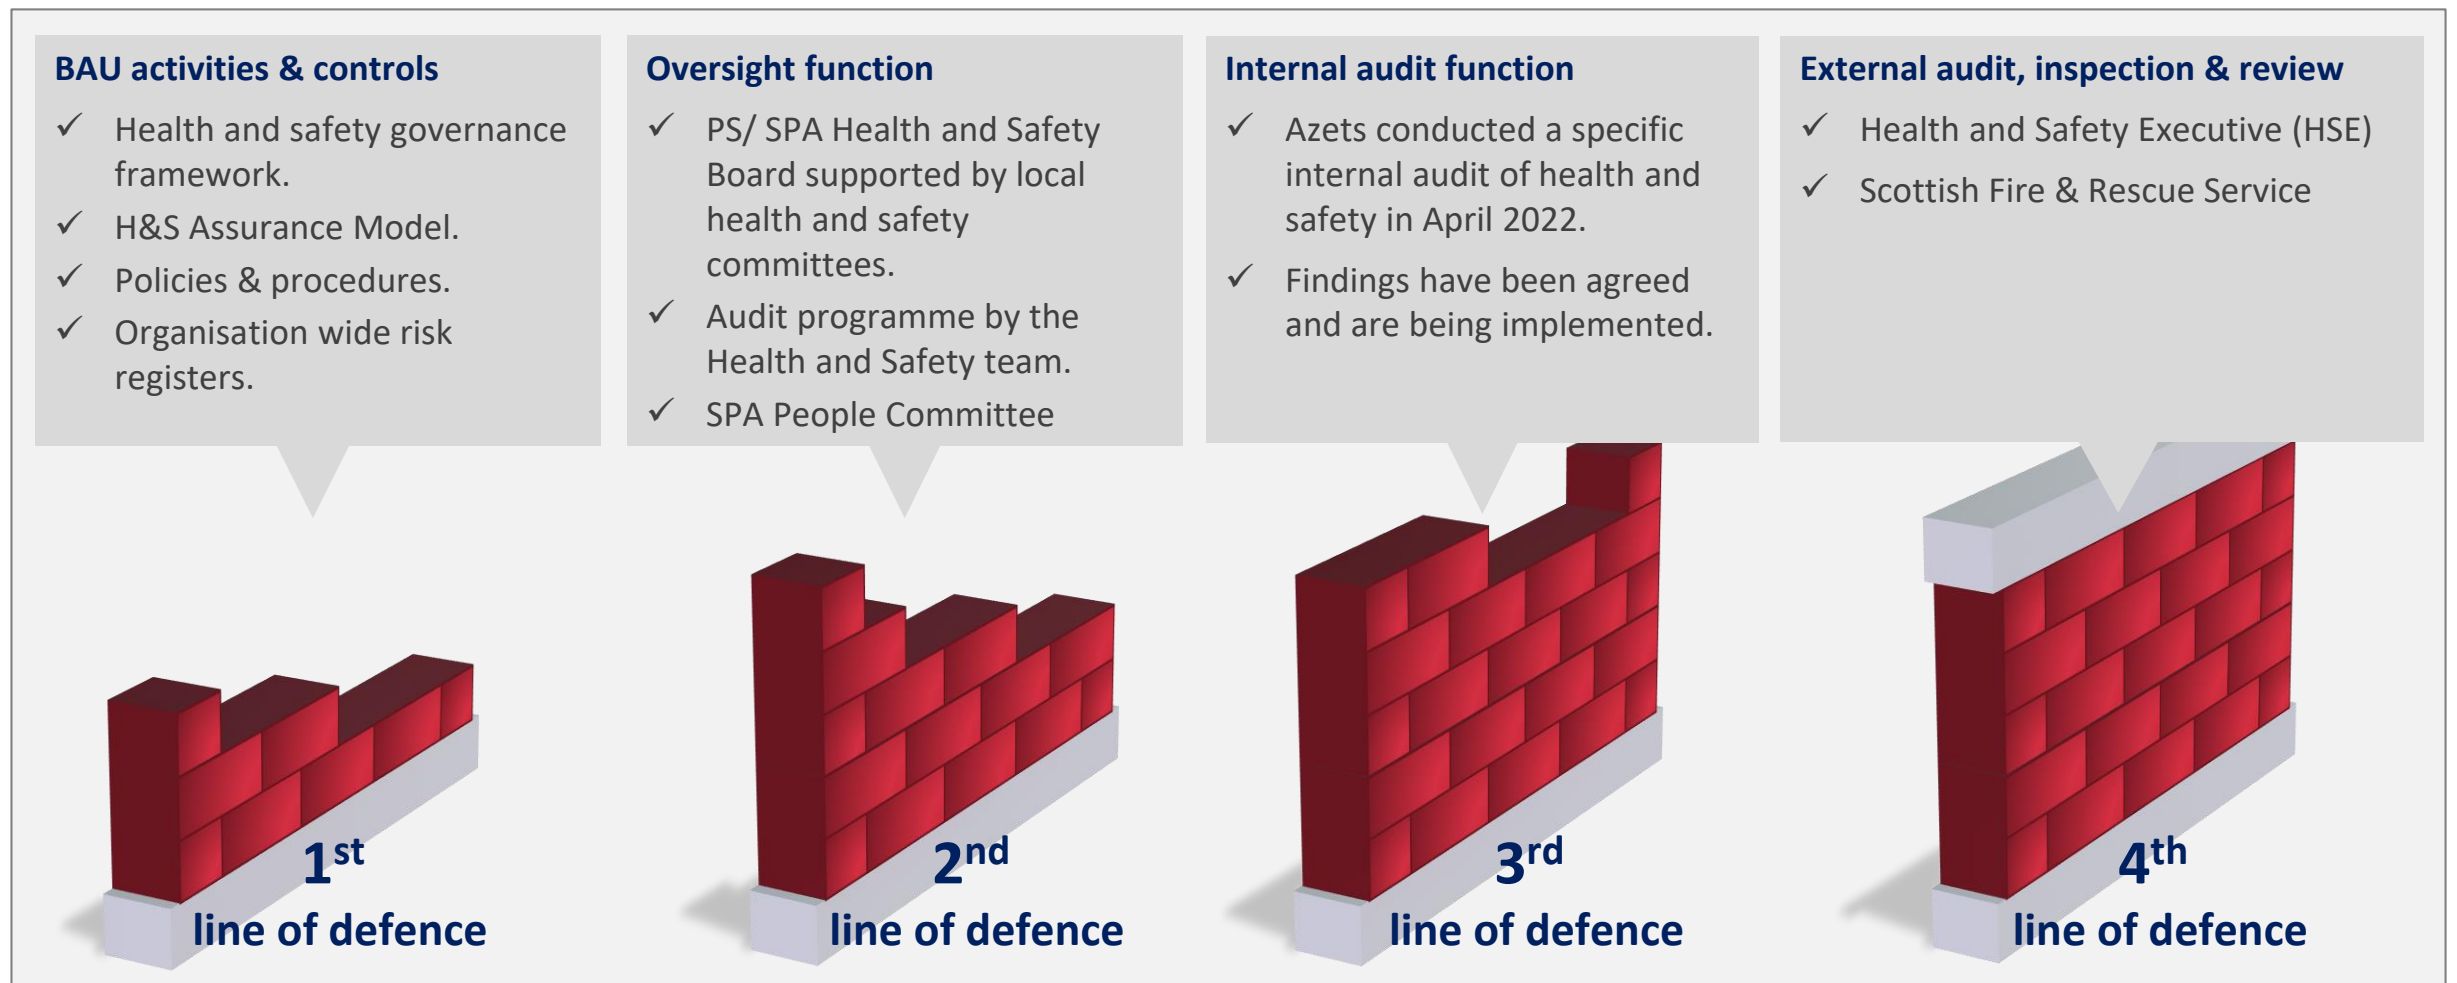 BAU activities & controls
✓ Health and safety governance
framework.
✓ H&S Assurance Model.
✓ Policies & procedures.
✓ Organisation wide risk
registers.
1st
line of defence
Oversight function
✓ PS/ SPA Health and Safety
Board supported by local
health and safety
committees.
✓ Audit programme by the
Health and Safety team.
✓ SPA People Committee
2nd
line of defence
Internal audit function
✓ Azets conducted a specific
internal audit of health and
safety in April 2022.
✓ Findings have been agreed
and are being implemented.
3rd
line of defence
External audit, inspection & review
✓ Health and Safety Executive (HSE)
✓ Scottish Fire & Rescue Service
4th
line of defence